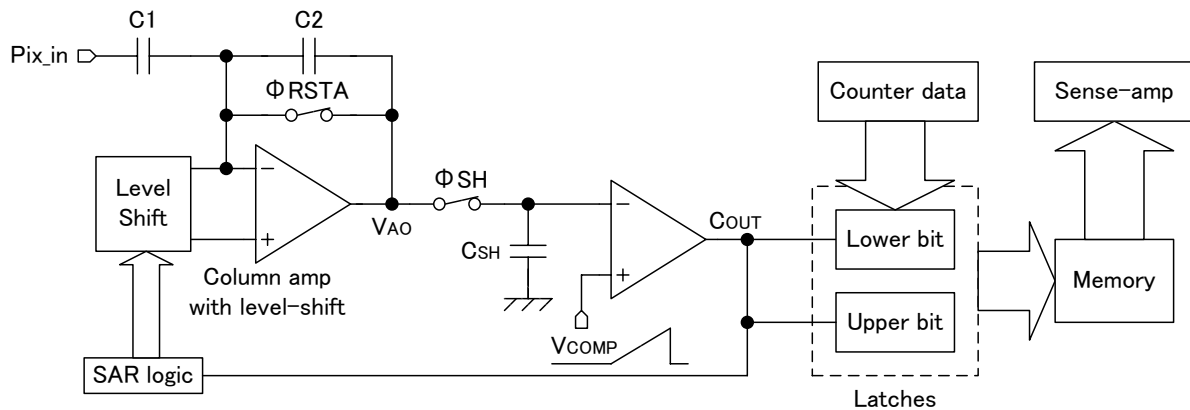 C1
C2
Pix_in
ΦRSTA
Counter data
Sense-amp
Level
Shift
−
+
ΦSH
VAO
Column amp
with level-shift
CSH
−
+
COUT
VCOMP
Lower bit
Upper bit
Memory
SAR logic
Latches